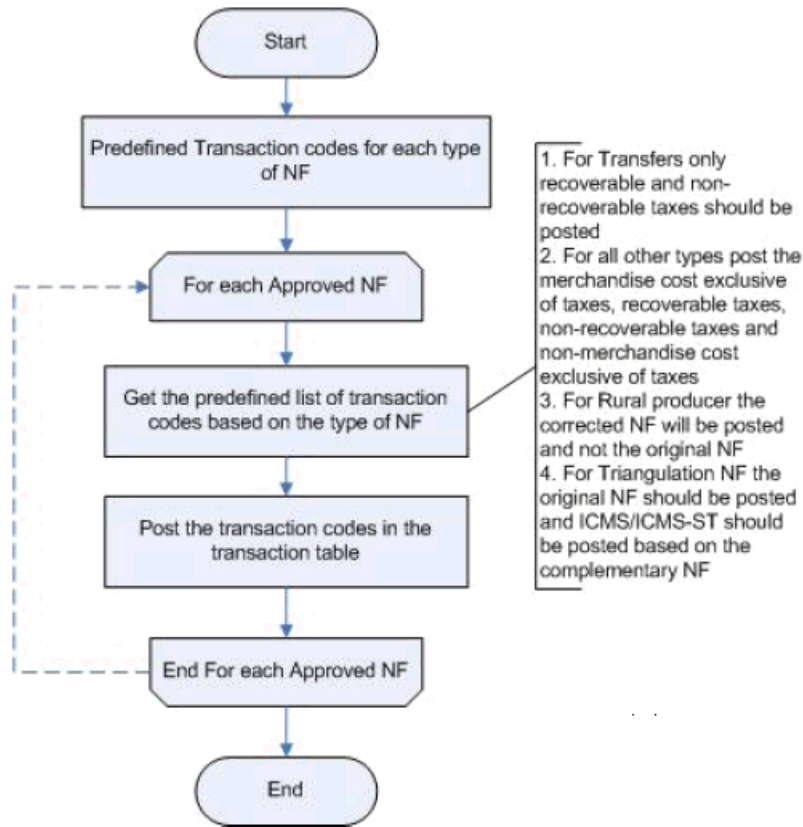 Start
Predefined Transaction codes for each type
of NF
For each Approved NF
Get the predefined list of transaction
codes based on the type of NF
1. For Transfers only
recoverable and non-
recoverable taxes should be
posted
2. For all other types post the
merchandise cost exclusive
of taxes, recoverable taxes,
non-recoverable taxes and
non-merchandise cost
exclusive of taxes
3. For Rural producer the
corrected NF will be posted
and not the original NF
4. For Triangulation NF the
original NF should be posted
and ICMS/ICMS-ST should
be posted based on the
complementary NF
Post the transaction codes in the
transaction table
End For each Approved NF
End